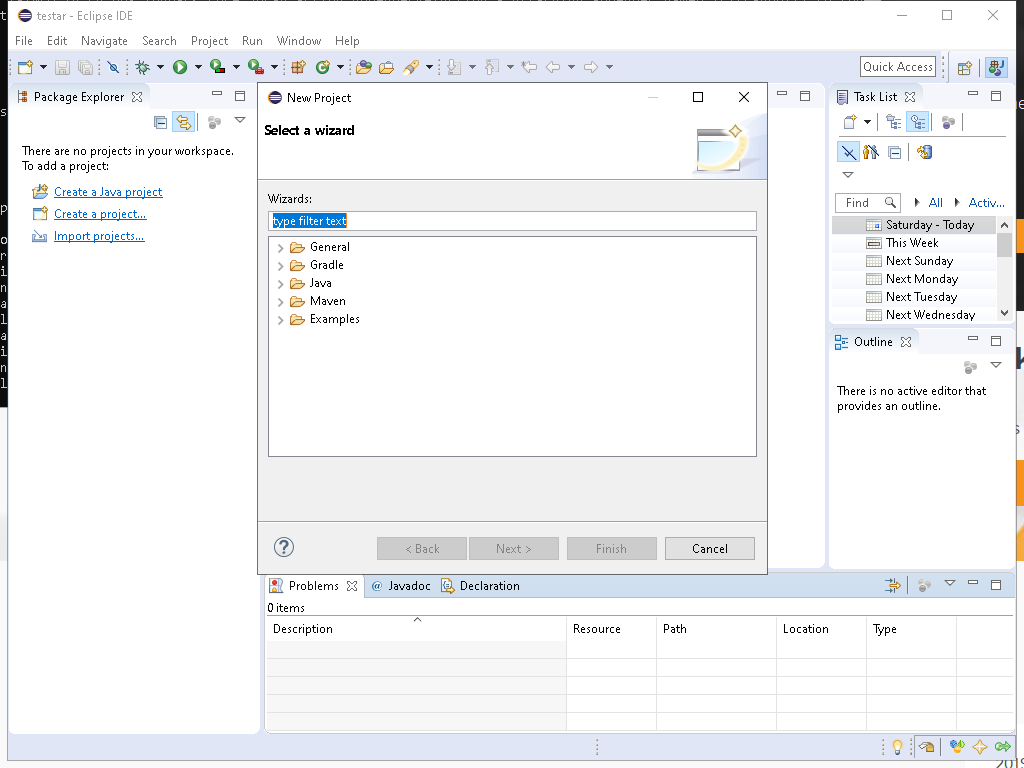 testar - Eclipse IDE
File Edit Navigate Search Project Run Window Help
Quick Access
Package Explorer
There are no projects in your workspace.
To add a project:
Create a Java project
Create a project...
Import projects...
New Project
Select a wizard
Wizards:
type filter text
General
Gradle
Java
Maven
Examples
< Back Next > Finish Cancel
Task List
Find All Activ...
Saturday - Today
This Week
Next Sunday
Next Monday
Next Tuesday
Next Wednesday
Outline
There is no active editor that
provides an outline.
Problems @ Javadoc Declaration
0 items
Description Resource Path Location Type